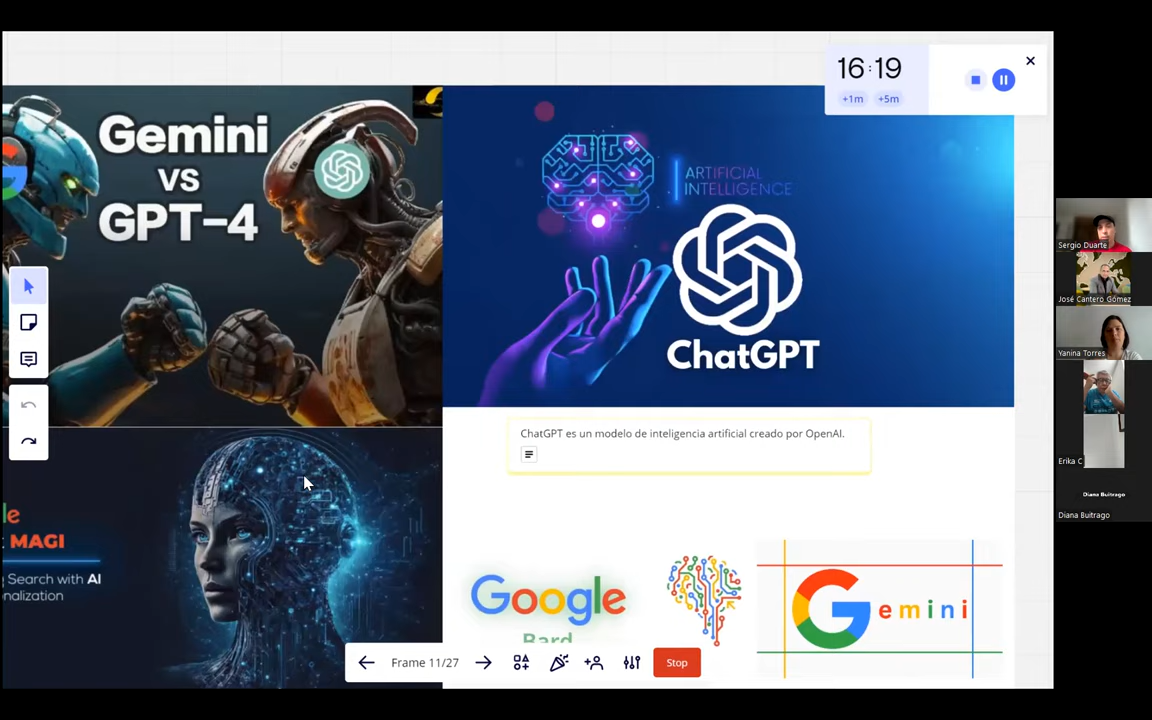 16:19
+1m +5m
Gemini
VS
GPT-4
ARTIFICIAL
INTELLIGENCE
ChatGPT
ChatGPT es un modelo de inteligencia artificial creado por OpenAI.
MAGI
Search with AI
Google
Bard
Gemini
Frame 11/27
Stop
Sergio Duarte
José Cantero Gómez
Yanina Torres
Erika C
Diana Buitrago
Diana Buitrago